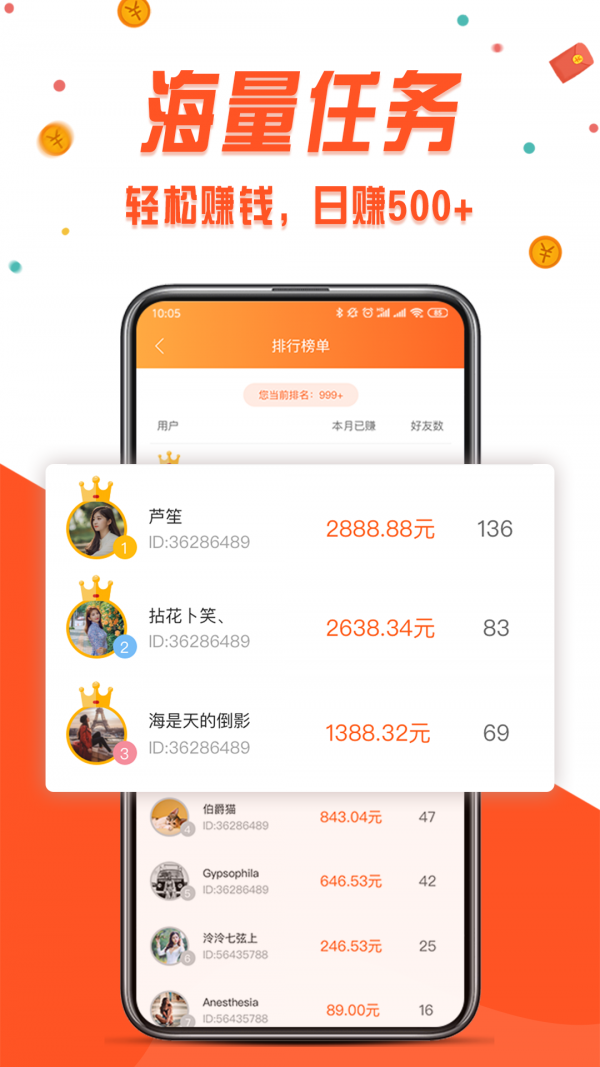 海量任务
轻松赚钱，日赚500+
10:05
85
排行榜单
您当前排名：999+
用户 本月已赚 好友数
芦笙 2888.88元 136
ID:36286489
1
拈花卜笑、 2638.34元 83
ID:36286489
2
海是天的倒影 1388.32元 69
ID:36286489
3
伯爵猫 843.04元 47
ID:36286489
4
Gypsophila 646.53元 42
ID:36286489
5
泠泠七弦上 246.53元 25
ID:56435788
6
Anesthesia 89.00元 16
ID:56435788
7